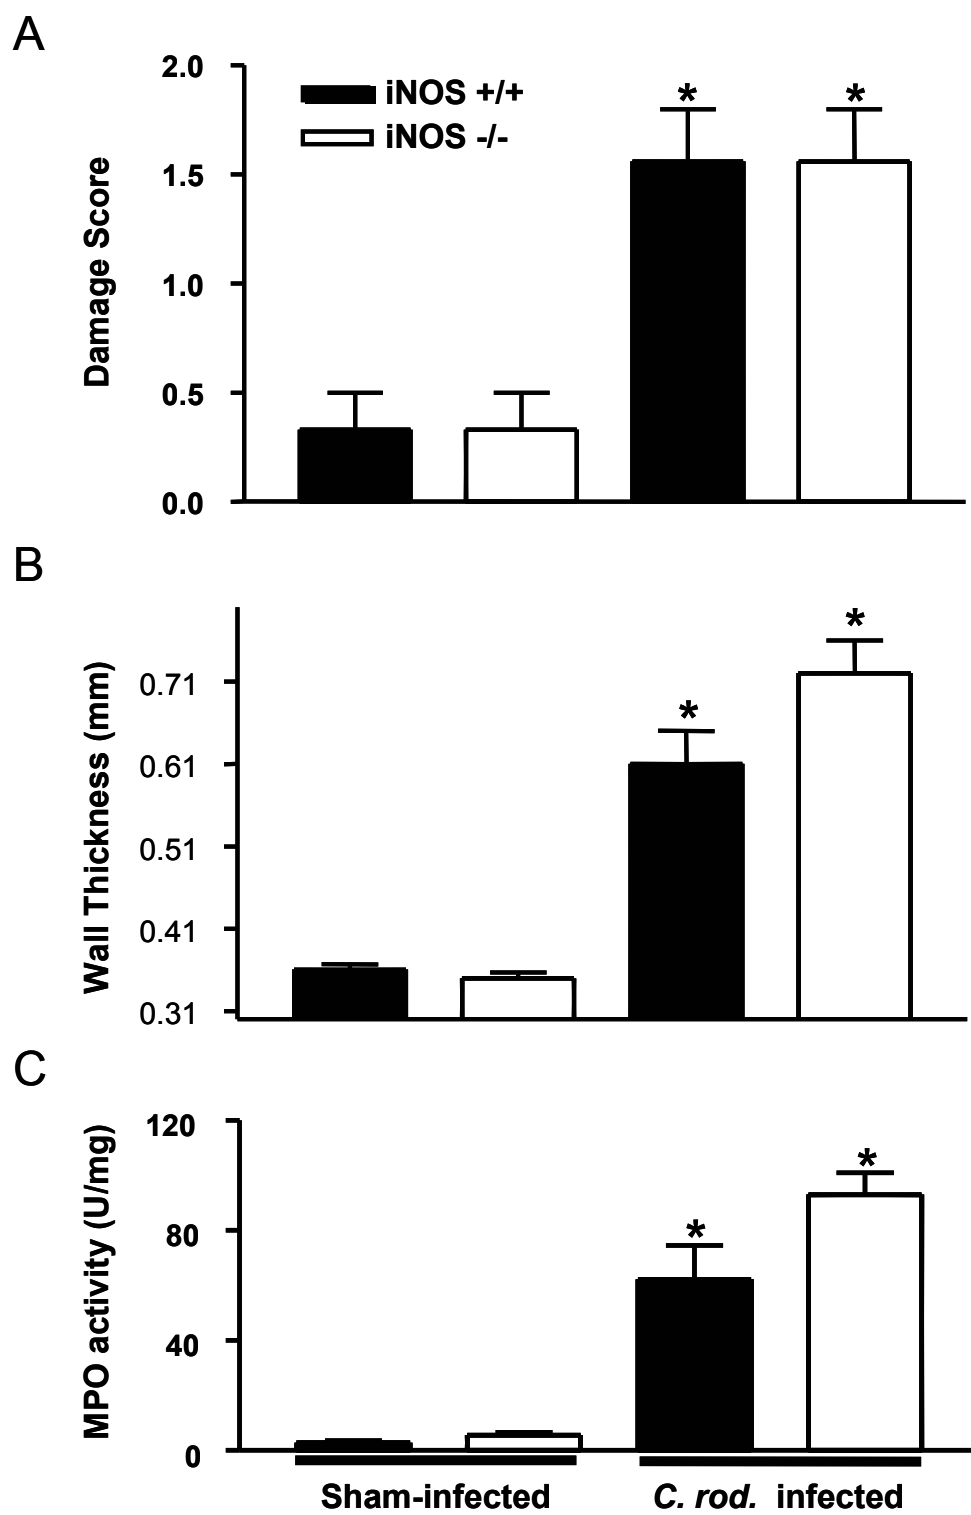 A
2.0
iNOS +/+
*
*
iNOS -/-
1.5
Damage Score
1.0
0.5
0.0
B
*
0.71
*
Wall Thickness (mm)
0.61
0.51
0.41
0.31
C
120
*
MPO activity (U/mg)
80
*
40
0
Sham-infected
C. rod. infected